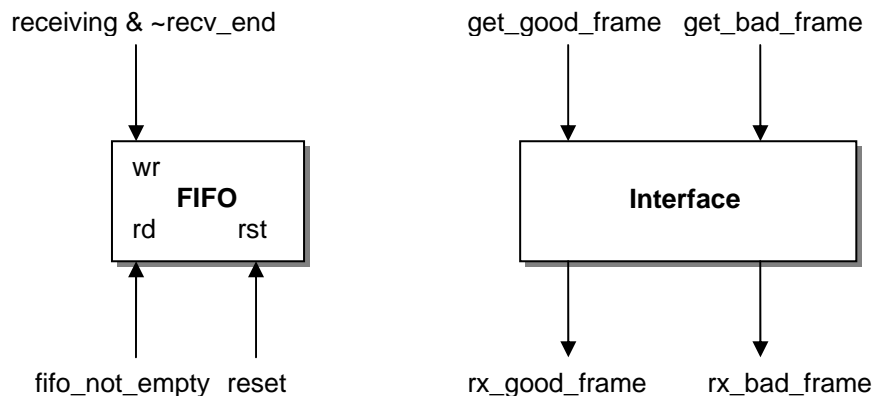 receiving & ~recv_end
get_good_frame get_bad_frame
wr
FIFO
rd rst
Interface
fifo_not_empty reset
rx_good_frame rx_bad_frame